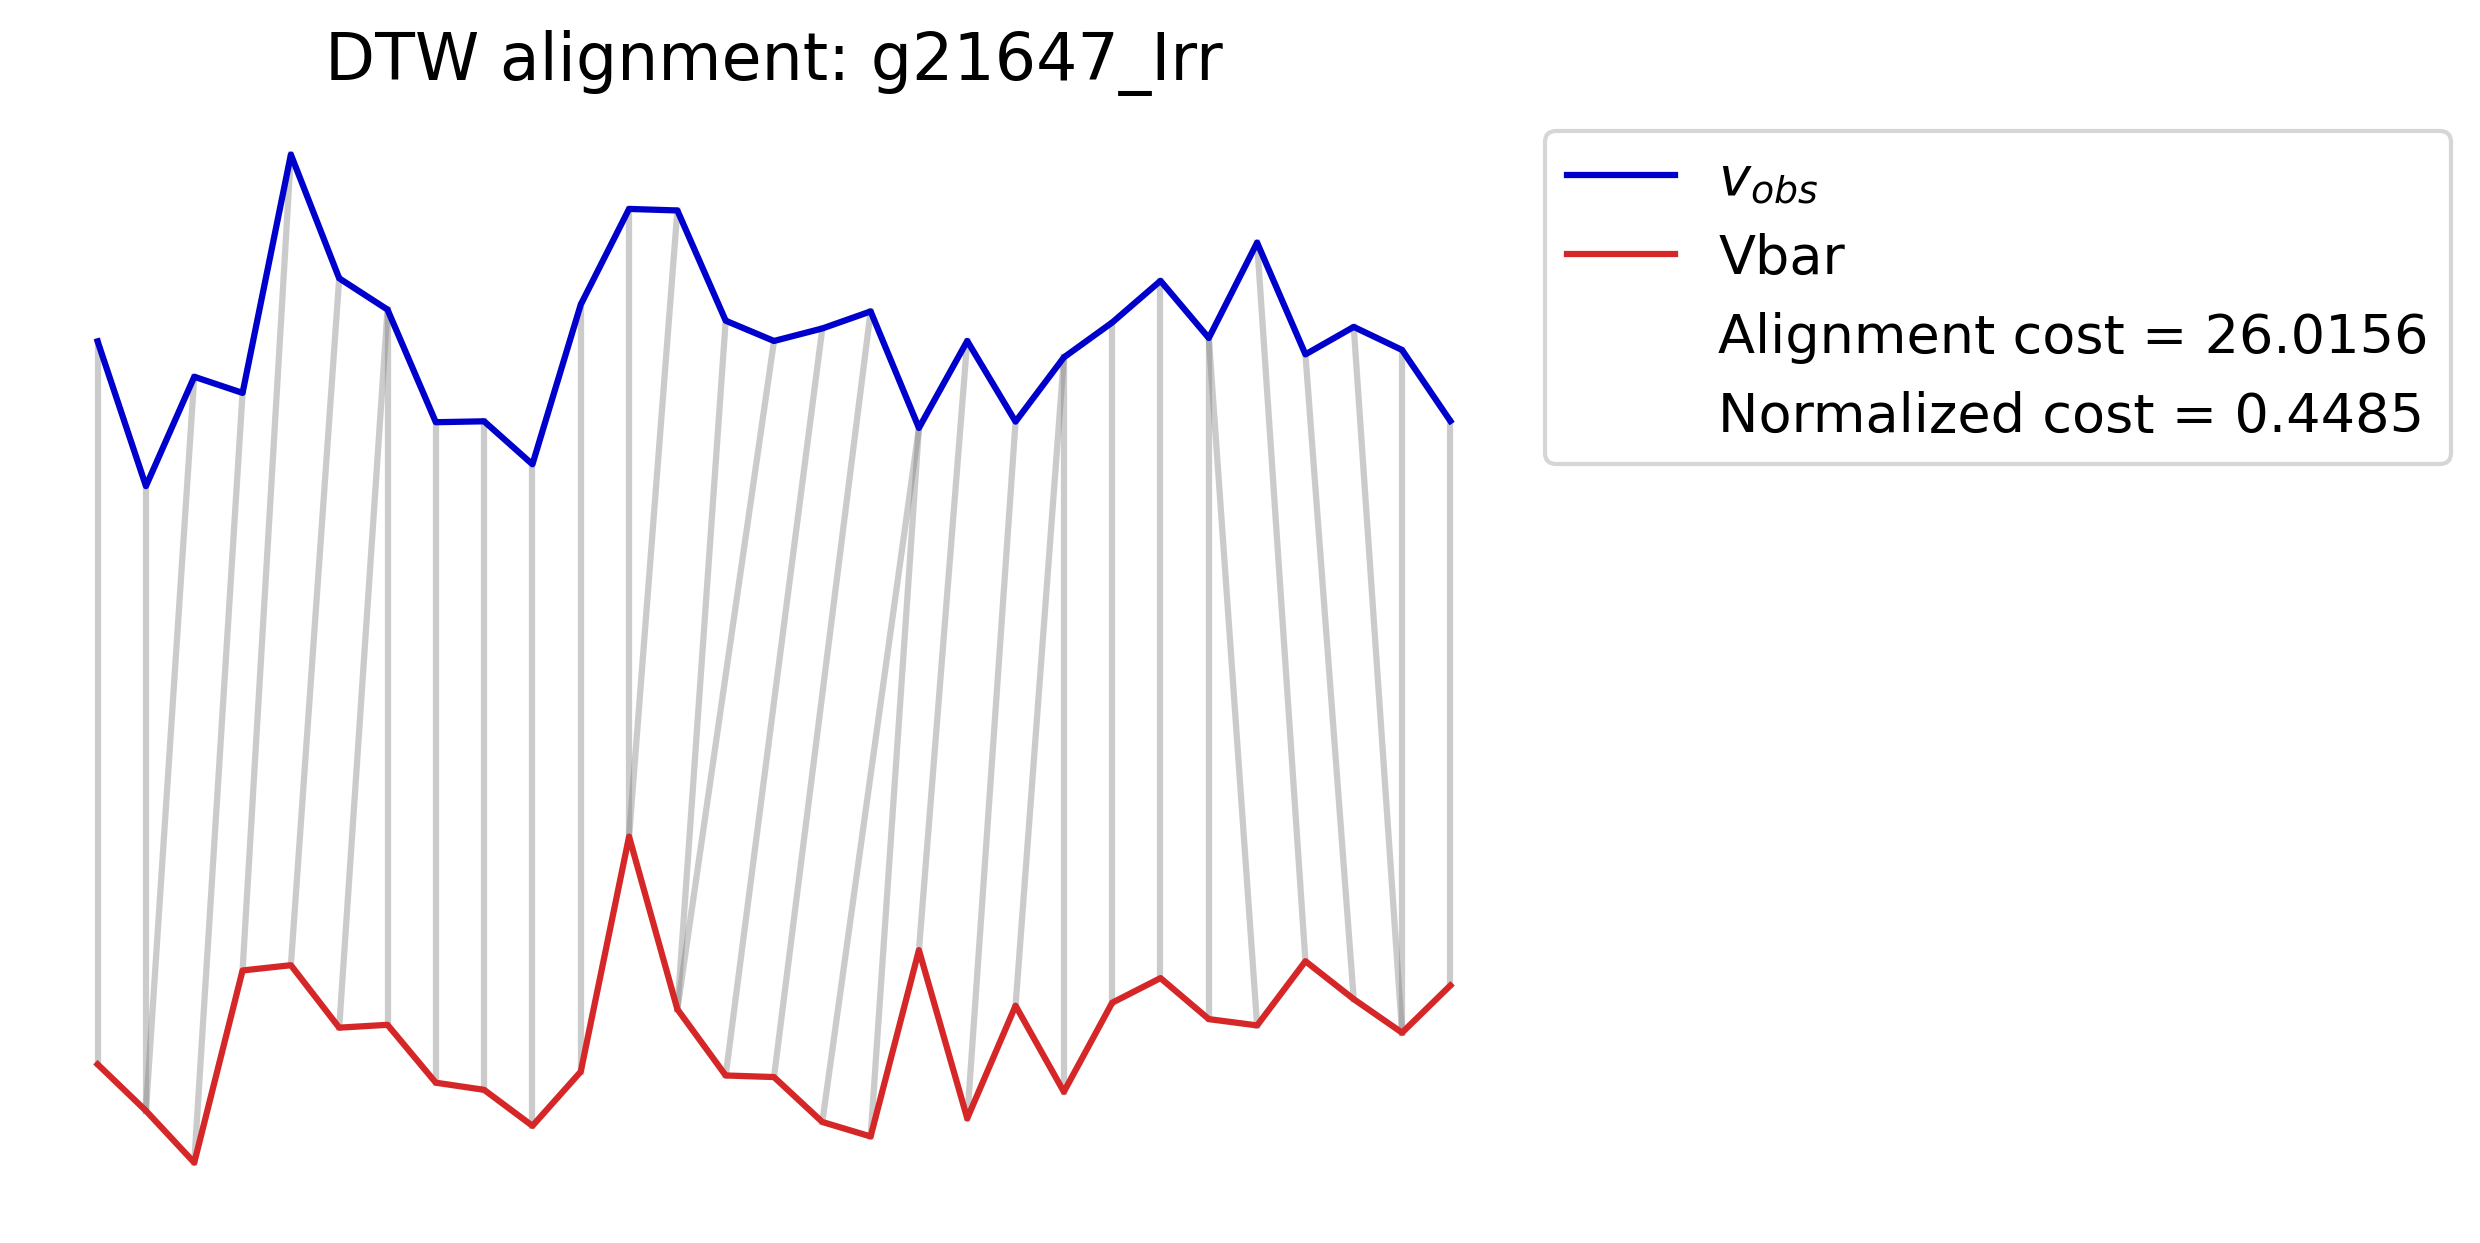 DTW alignment: g21647_Irr
v_obs
Vbar
Alignment cost = 26.0156
Normalized cost = 0.4485